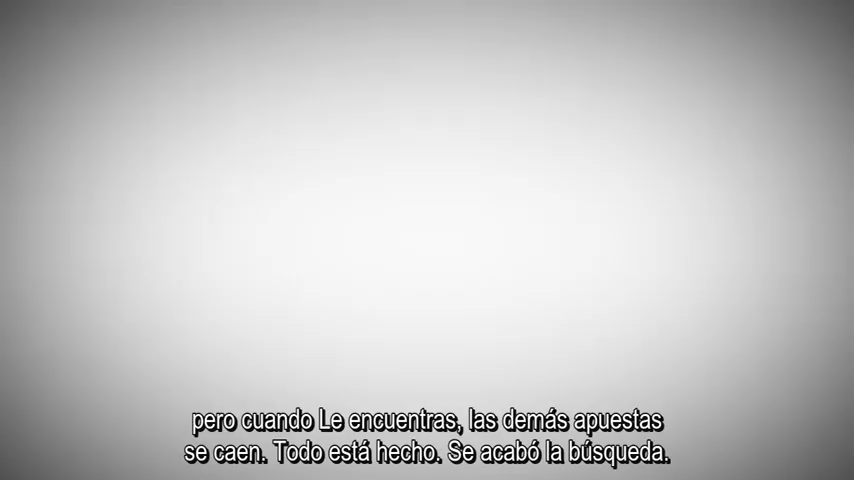 pero cuando Le encuentras, las demás apuestas
se caen. Todo está hecho. Se acabó la búsqueda.